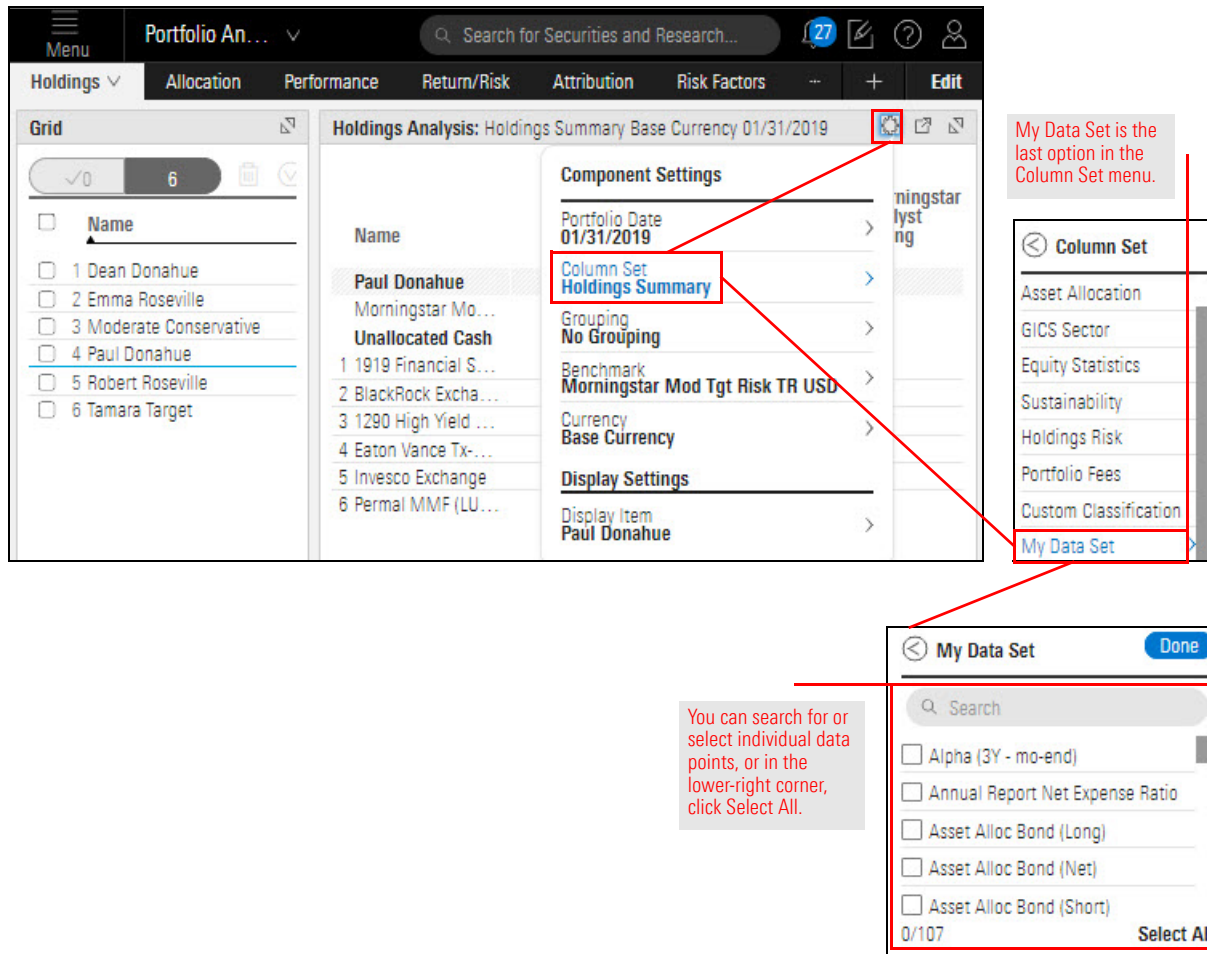 Menu
Portfolio An...
Search for Securities and Research...
27
Holdings
Allocation
Performance
Return/Risk
Attribution
Risk Factors
...
+
Edit
Grid
0
6
Name
1 Dean Donahue
2 Emma Roseville
3 Moderate Conservative
4 Paul Donahue
5 Robert Roseville
6 Tamara Target
Holdings Analysis: Holdings Summary Base Currency 01/31/2019
Name
Paul Donahue
Morningstar Mo...
Unallocated Cash
1 1919 Financial S...
2 BlackRock Excha...
3 1290 High Yield ...
4 Eaton Vance Tx-...
5 Invesco Exchange
6 Permal MMF (LU...
rningstar
lyst
ng
Component Settings
Portfolio Date
01/31/2019
Column Set
Holdings Summary
Grouping
No Grouping
Benchmark
Morningstar Mod Tgt Risk TR USD
Currency
Base Currency
Display Settings
Display Item
Paul Donahue
My Data Set is the
last option in the
Column Set menu.
Column Set
Asset Allocation
GICS Sector
Equity Statistics
Sustainability
Holdings Risk
Portfolio Fees
Custom Classification
My Data Set
You can search for or
select individual data
points, or in the
lower-right corner,
click Select All.
My Data Set
Done
Search
Alpha (3Y - mo-end)
Annual Report Net Expense Ratio
Asset Alloc Bond (Long)
Asset Alloc Bond (Net)
Asset Alloc Bond (Short)
0/107
Select Al